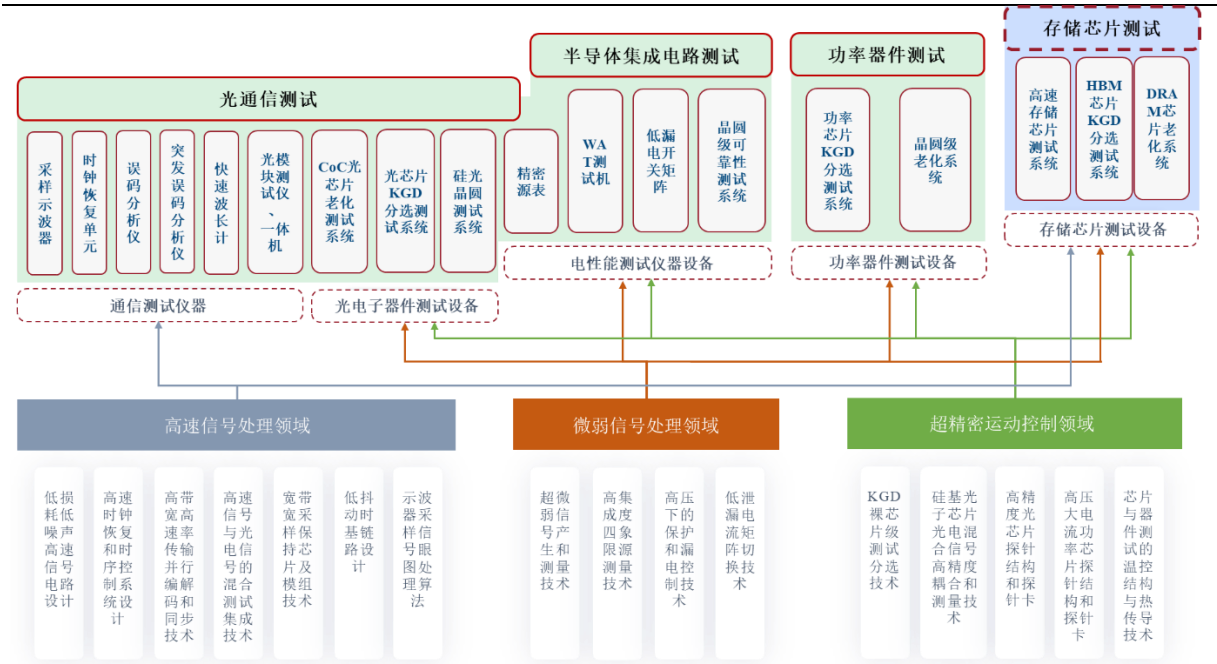 存储芯片测试
半导体集成电路测试
功率器件测试
光通信测试
采
样
示
波
器
时
钟
恢
复
单
元
误
码
分
析
仪
突
发
误
码
分
析
仪
快
速
波
长
计
光模
块测
试仪
、
一体
机
CoC光
芯片
老化
测试
系统
光芯片
KGD
分选测
试系统
硅光
晶圆
测试
系统
精密
源表
WA
T测
试机
低漏
电开
关矩
阵
晶圆
级可
靠性
测试
系统
功率
芯片
KGD
分选测
试系统
晶圆级
老化系
统
高速
存储
芯片
测试
系统
HBM
芯片
KGD
分选
测试
系统
DRA
M芯
片老
化系
统
通信测试仪器
光电子器件测试设备
电性能测试仪器设备
功率器件测试设备
存储芯片测试设备
高速信号处理领域
微弱信号处理领域
超精密运动控制领域
低损
耗低
噪声
高速
信号
电路
设计
高速
时钟
恢复
和时
序控
制系
统设
计
高带
宽高
速率
传输
并行
编解
码和
同步
技术
高速
信号
与光
电信
号的
混合
测试
集成
技术
宽带
宽采
样保
持芯
片及
模组
技术
低抖
动时
基链
路设
计
示波
器采
样信
号眼
图处
理算
法
超微
弱信
号产
生和
测量
技术
高集
成度
四象
限源
测量
技术
高压
下的
保护
和漏
电控
制技
术
低泄
漏电
流矩
阵切
换技
术
KGD
裸芯
片级
测试
分选
技术
硅基光
子芯片
光电混
合信号
高精度
耦合和
测量技
术
高精
度光
芯片
探针
结构
和探
针卡
高压
大电
流功
率芯
片探
针结
构和
探针
卡
芯片
与器
件测
试的
温控
结构
与热
传导
技术